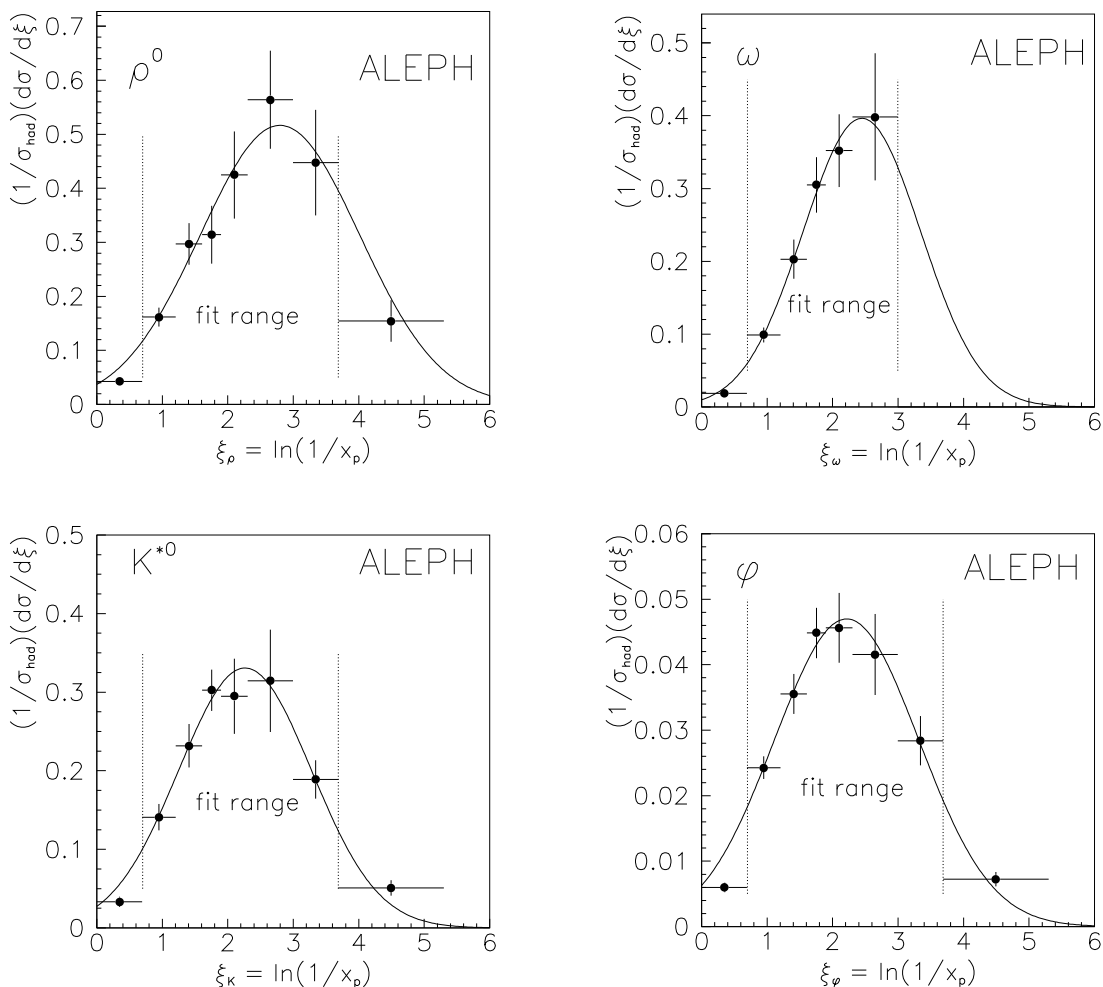 ρ⁰ ALEPH
(1/σ_had)(dσ/dξ)
0.7
0.6
0.5
0.4
0.3
0.2
0.1
0
fit range
0 1 2 3 4 5 6
ξ_ρ = ln(1/x_p)
ω ALEPH
(1/σ_had)(dσ/dξ)
0.5
0.4
0.3
0.2
0.1
0
fit range
0 1 2 3 4 5 6
ξ_ω = ln(1/x_p)
K*⁰ ALEPH
(1/σ_had)(dσ/dξ)
0.5
0.4
0.3
0.2
0.1
0
fit range
0 1 2 3 4 5 6
ξ_K = ln(1/x_p)
φ ALEPH
(1/σ_had)(dσ/dξ)
0.06
0.05
0.04
0.03
0.02
0.01
0
fit range
0 1 2 3 4 5 6
ξ_φ = ln(1/x_p)